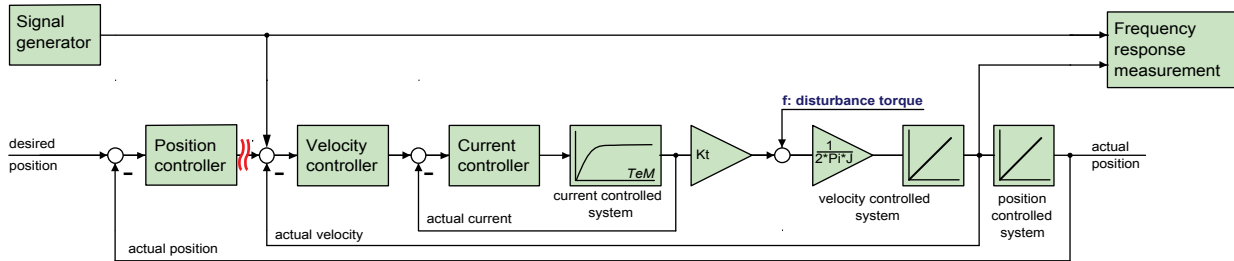 Signal
generator
Frequency
response
measurement
f: disturbance torque
desired
position
Position
controller
Velocity
controller
Current
controller
TeM
current controlled
system
Kt
1
2*Pi*J
velocity controlled
system
position
controlled
system
actual
position
-
-
-
actual current
actual velocity
actual position